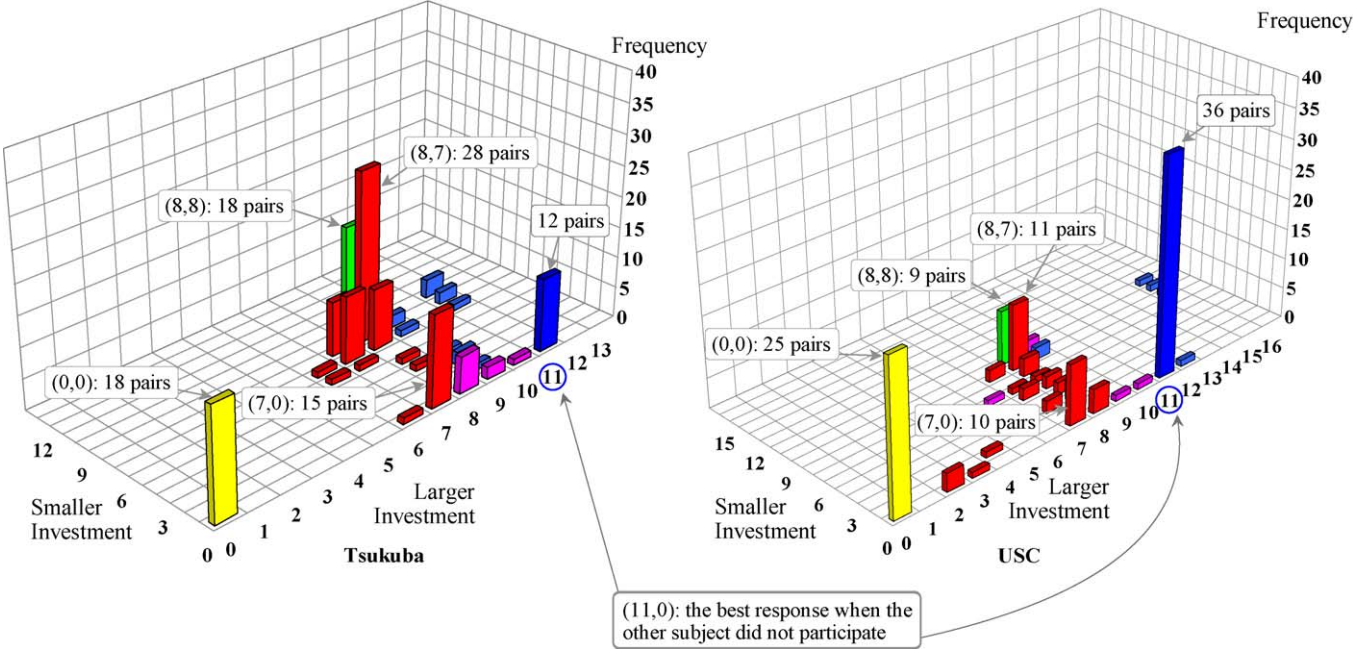 Frequency
40
35
30
25
20
15
10
5
0
(8,7): 28 pairs
(8,8): 18 pairs
12 pairs
(0,0): 18 pairs
(7,0): 15 pairs
12
9
6
3
0
Smaller
Investment
0
1
2
3
4
5
6
7
8
9
10
11
12
13
Larger
Investment
Tsukuba
Frequency
40
35
30
25
20
15
10
5
0
36 pairs
(8,7): 11 pairs
(8,8): 9 pairs
(0,0): 25 pairs
(7,0): 10 pairs
15
12
9
6
3
0
Smaller
Investment
0
1
2
3
4
5
6
7
8
9
10
11
12
13
14
15
16
Larger
Investment
USC
(11,0): the best response when the
other subject did not participate